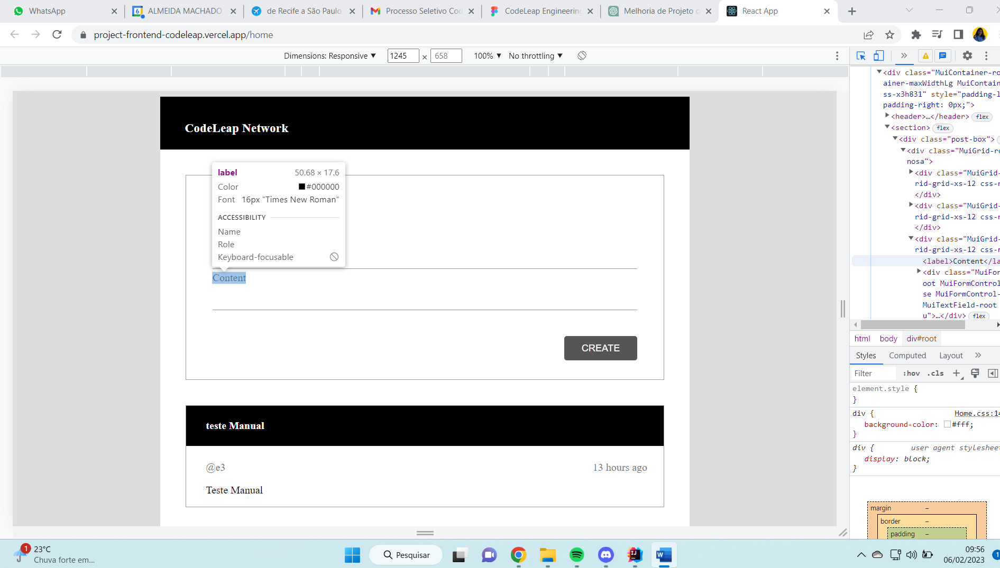 WhatsApp
6 ALMEIDA MACHADO
de Recife a São Paulo
Processo Seletivo Cod
CodeLeap Engineering
Melhoria de Projeto c
React App
project-frontend-codeleap.vercel.app/home
Dimensions: Responsive ▼ 1245 × 658 100% ▼ No throttling ▼
CodeLeap Network
label 50.68 × 17.6
Color #000000
Font 16px "Times New Roman"
ACCESSIBILITY
Name
Role
Keyboard-focusable
Content
CREATE
teste Manual
@e3 13 hours ago
Teste Manual
▼<div class="MuiContainer-ro
ainer-maxWidthLg MuiContain
ss-x3h831" style="padding-l
padding-right: 0px;">
▶<header>…</header> flex
▼<section> flex
▼<div class="post-box">
▼<div class="MuiGrid-ro
nosa">
▶<div class="MuiGrid-
rid-grid-xs-12 css-r
</div>
▶<div class="MuiGrid-
rid-grid-xs-12 css-r
</div>
▼<div class="MuiGrid-
rid-grid-xs-12 css-r
<label>Content</la
▶<div class="MuiFor
oot MuiFormControl
se MuiFormControl-
MuiTextField-root
u">…</div> flex
html body div#root
Styles Computed Layout »
Filter :hov .cls +
element.style {
}
div { Home.css:14
background-color: #fff;
}
div { user agent stylesheet
display: block;
}
margin –
border –
padding –
1 23°C
Chuva forte em...
Pesquisar
09:56
06/02/2023
1